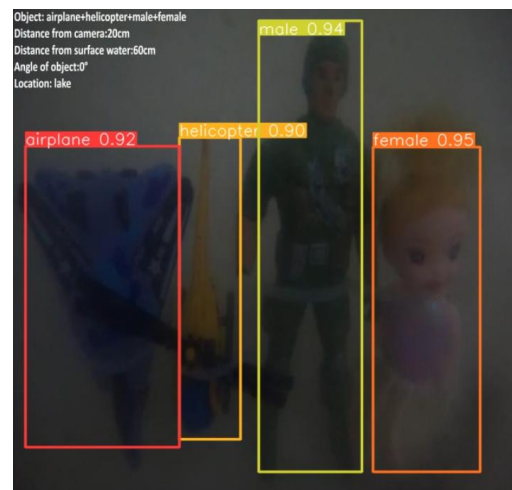 Object: airplane+helicopter+male+female
Distance from camera:20cm
Distance from surface water:60cm
Angle of object:0°
Location: lake
male 0.94
airplane 0.92
helicopter 0.90
female 0.95